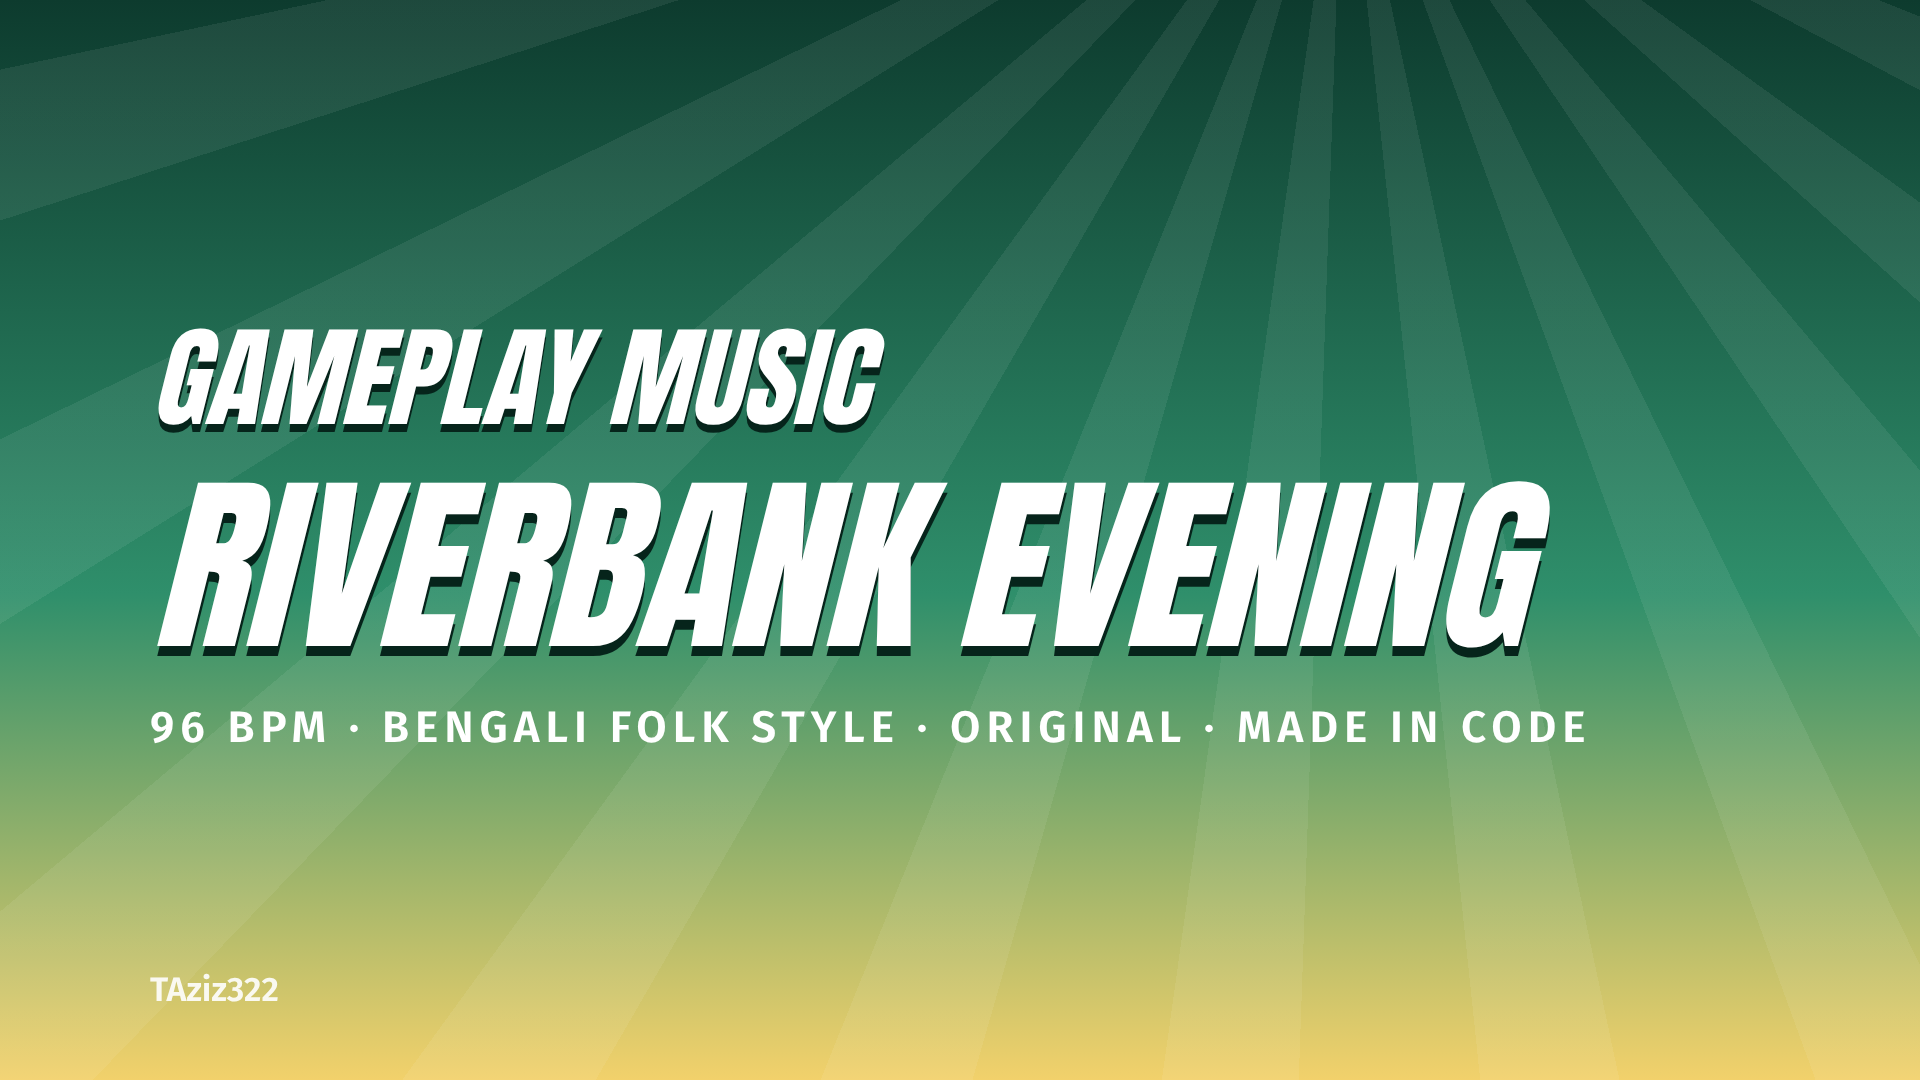 GAMEPLAY MUSIC
RIVERBANK EVENING
96 BPM · BENGALI FOLK STYLE · ORIGINAL · MADE IN CODE
TAziz322